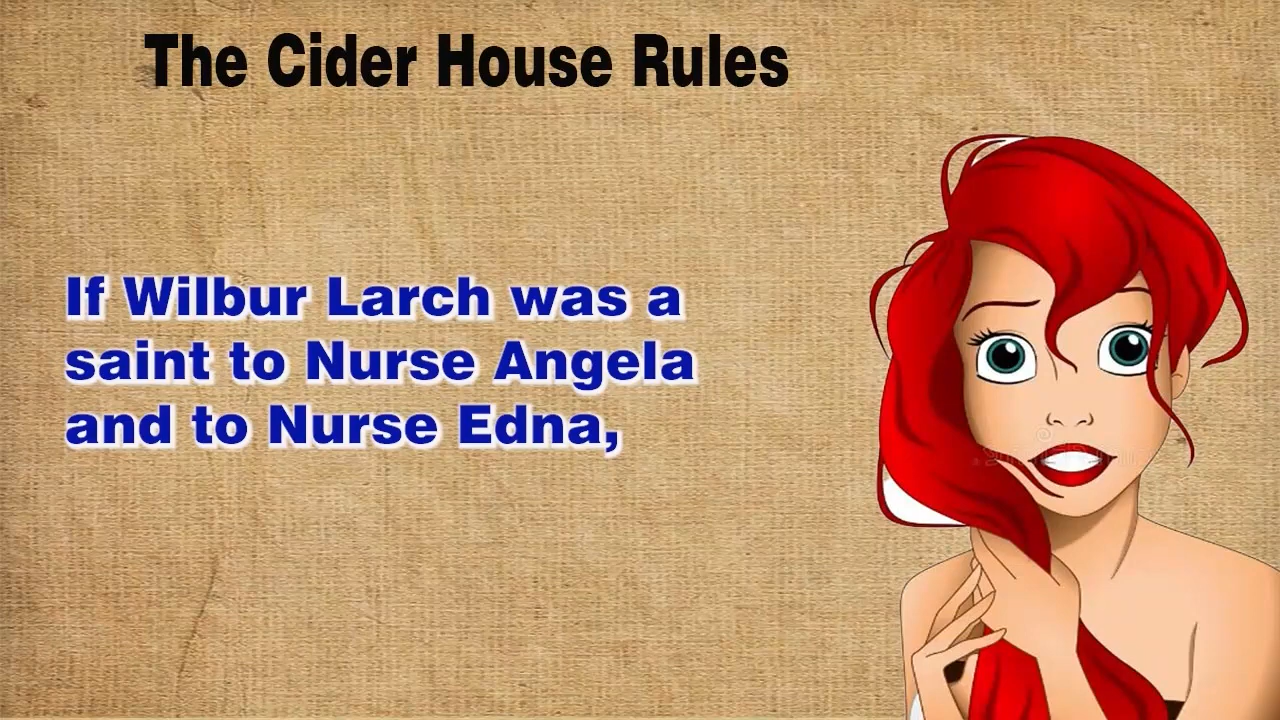 The Cider House Rules
If Wilbur Larch was a
saint to Nurse Angela
and to Nurse Edna,